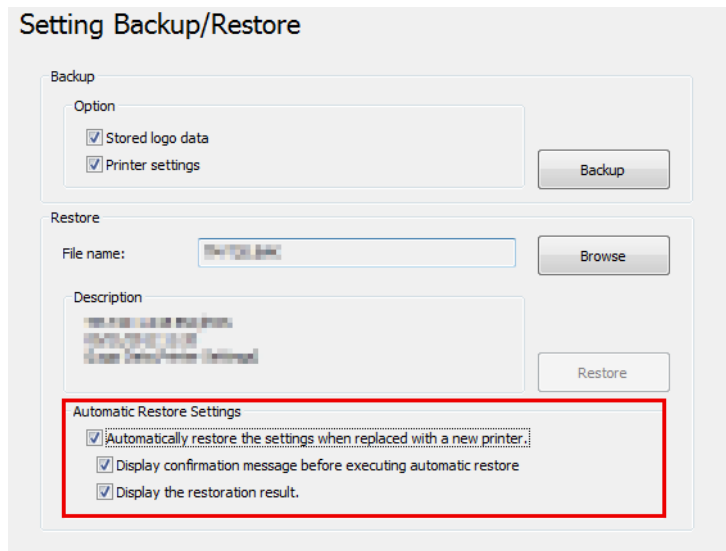 Setting Backup/Restore
Backup
Option
Stored logo data
Printer settings
Backup
Restore
File name:
Browse
Description
Restore
Automatic Restore Settings
Automatically restore the settings when replaced with a new printer.
Display confirmation message before executing automatic restore
Display the restoration result.